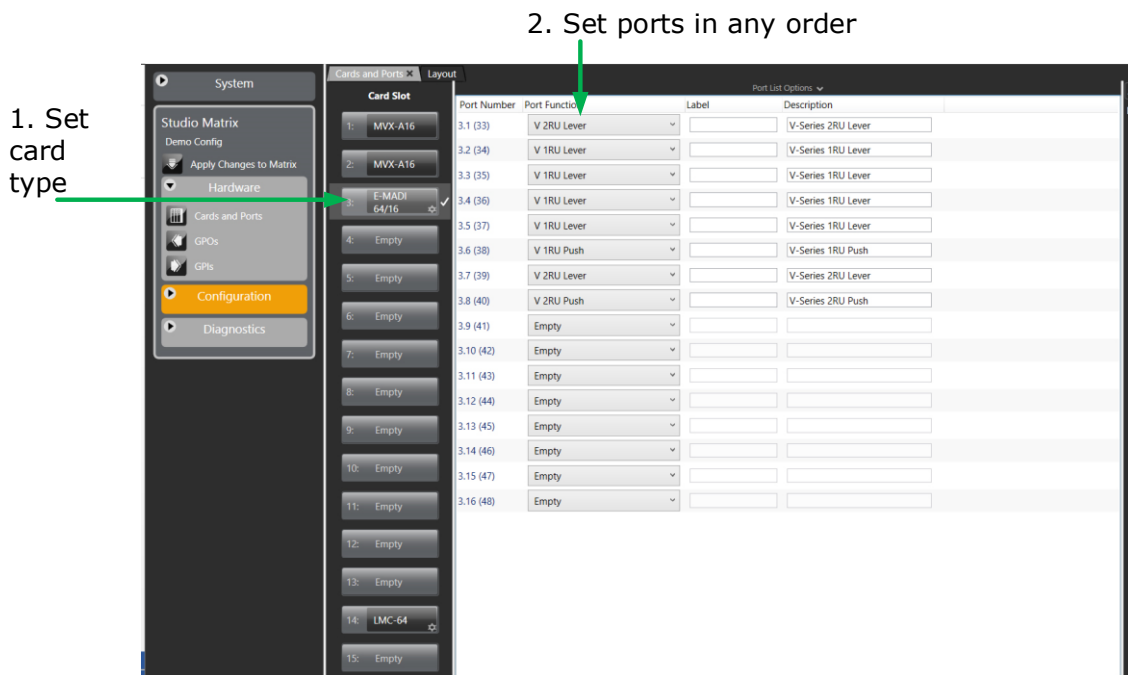 2. Set ports in any order
1. Set
card
type
System
Studio Matrix
Demo Config
Apply Changes to Matrix
Hardware
Cards and Ports
GPOs
GPIs
Configuration
Diagnostics
Cards and Ports Layout
Card Slot
1: MVX-A16
2: MVX-A16
3: E-MADI
64/16
4: Empty
5: Empty
6: Empty
7: Empty
8: Empty
9: Empty
10: Empty
11: Empty
12: Empty
13: Empty
14: LMC-64
15: Empty
Port List Options
Port Number Port Function Label Description
3.1 (33) V 2RU Lever V-Series 2RU Lever
3.2 (34) V 1RU Lever V-Series 1RU Lever
3.3 (35) V 1RU Lever V-Series 1RU Lever
3.4 (36) V 1RU Lever V-Series 1RU Lever
3.5 (37) V 1RU Lever V-Series 1RU Lever
3.6 (38) V 1RU Push V-Series 1RU Push
3.7 (39) V 2RU Lever V-Series 2RU Lever
3.8 (40) V 2RU Push V-Series 2RU Push
3.9 (41) Empty
3.10 (42) Empty
3.11 (43) Empty
3.12 (44) Empty
3.13 (45) Empty
3.14 (46) Empty
3.15 (47) Empty
3.16 (48) Empty